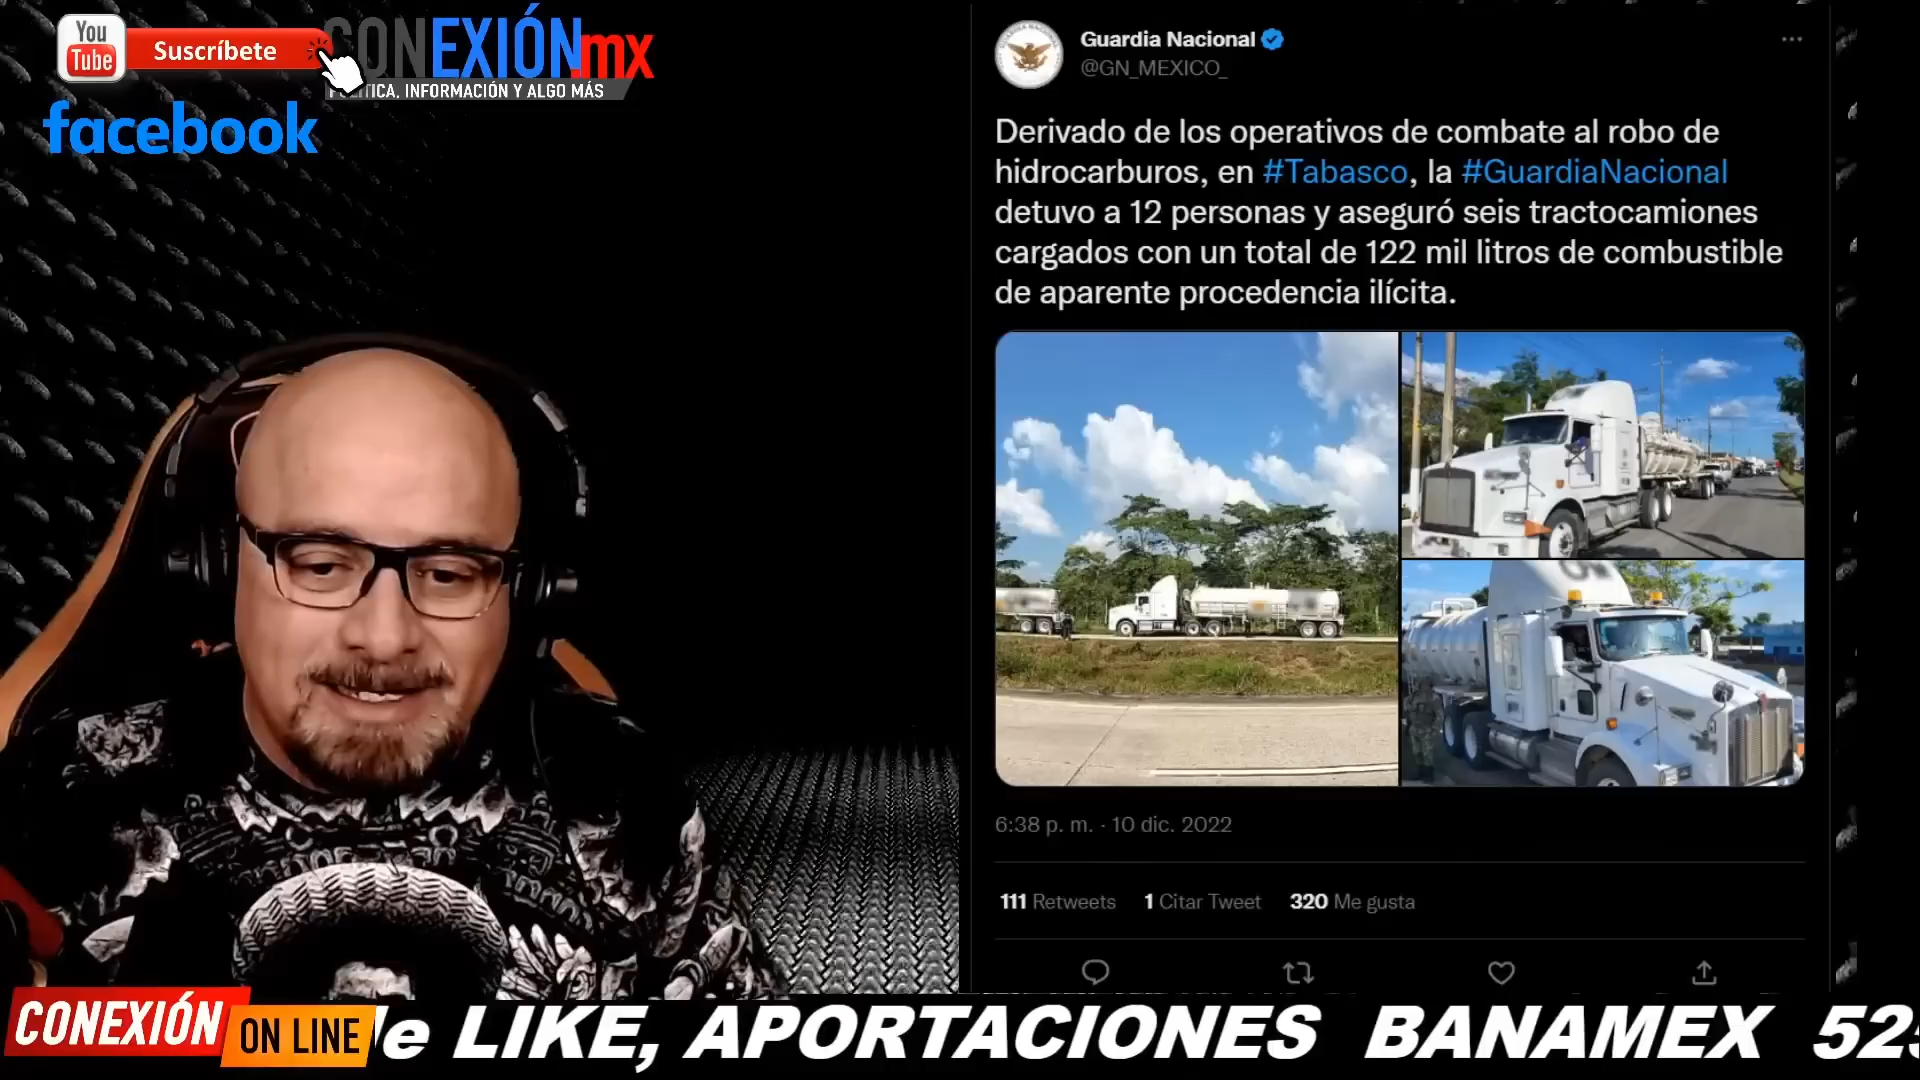 You
Tube
Suscríbete
CONEXIÓN.mx
POLÍTICA, INFORMACIÓN Y ALGO MÁS
facebook
Guardia Nacional
@GN_MEXICO_
Derivado de los operativos de combate al robo de
hidrocarburos, en #Tabasco, la #GuardiaNacional
detuvo a 12 personas y aseguró seis tractocamiones
cargados con un total de 122 mil litros de combustible
de aparente procedencia ilícita.
6:38 p. m. · 10 dic. 2022
111 Retweets 1 Citar Tweet 320 Me gusta
CONEXIÓN
ON LINE
le LIKE, APORTACIONES BANAMEX 525